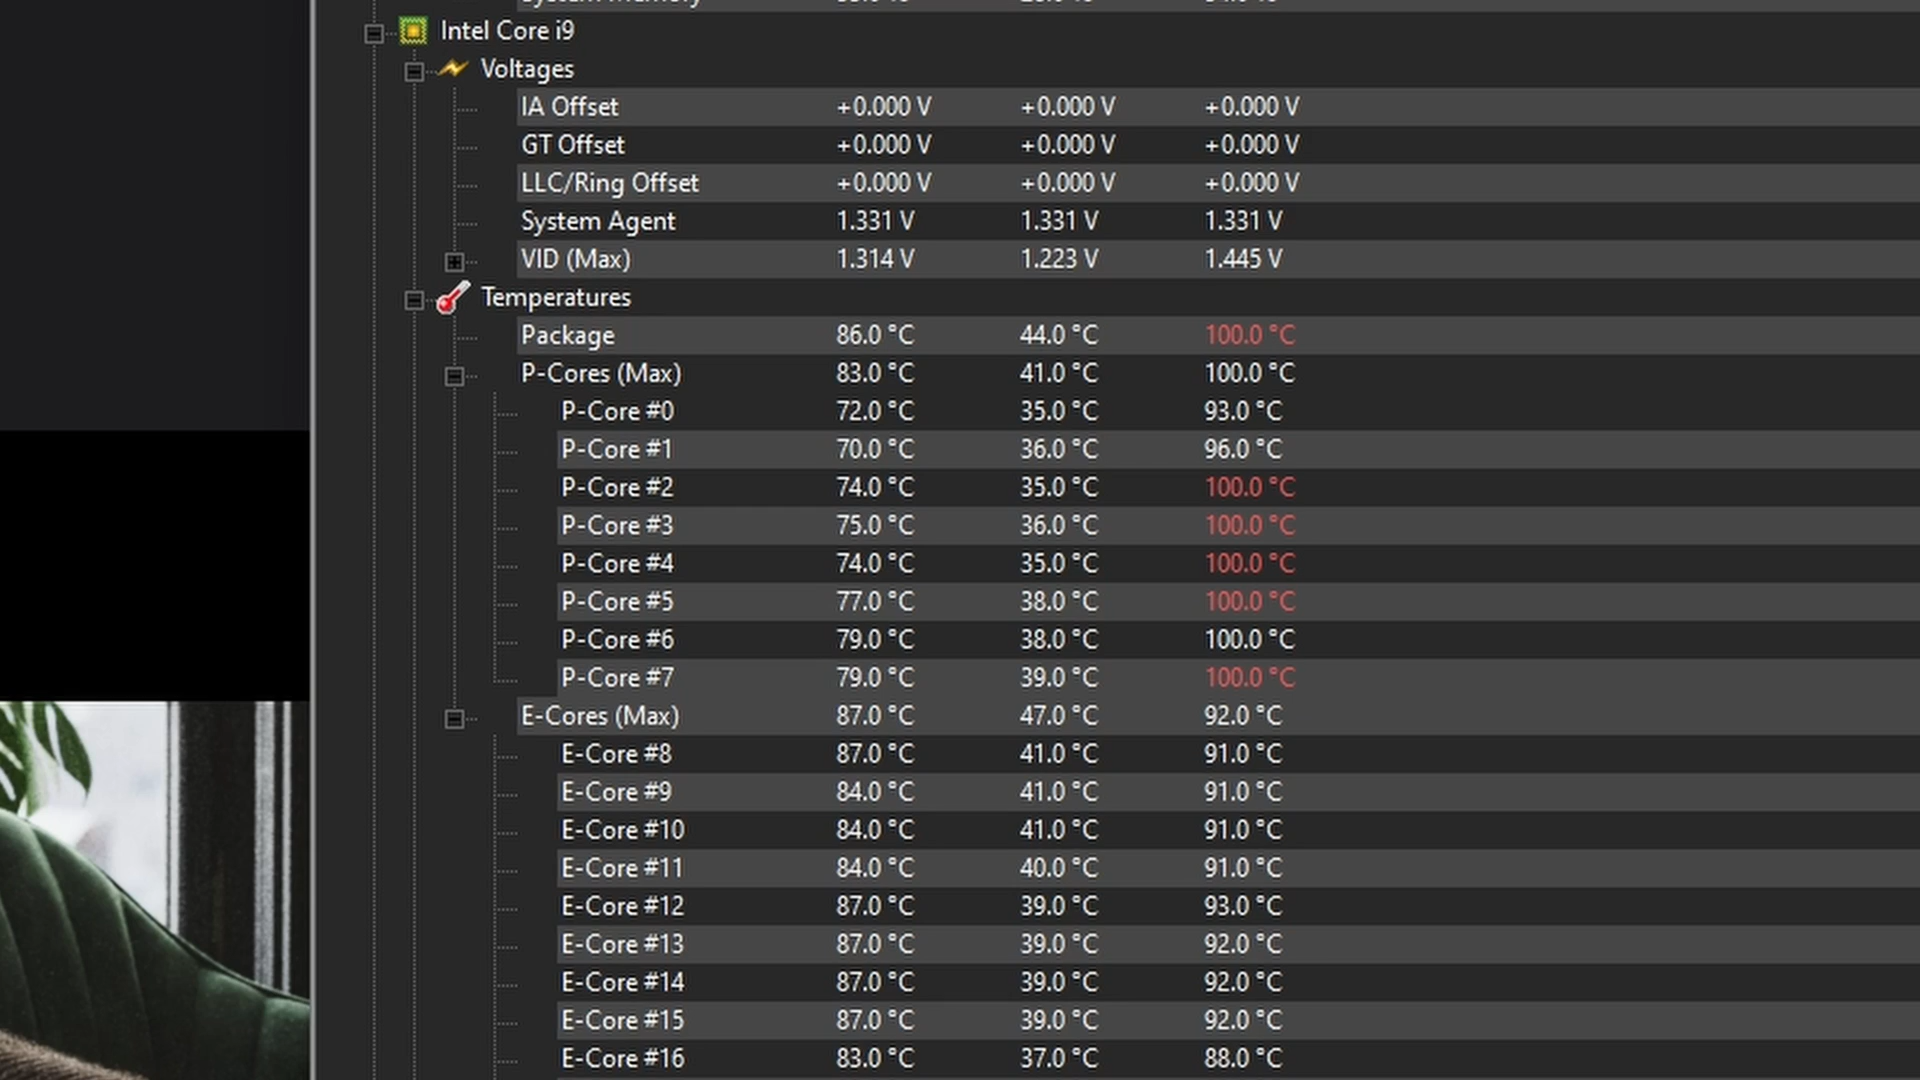 System Memory
Intel Core i9
Voltages
IA Offset +0.000 V +0.000 V +0.000 V
GT Offset +0.000 V +0.000 V +0.000 V
LLC/Ring Offset +0.000 V +0.000 V +0.000 V
System Agent 1.331 V 1.331 V 1.331 V
VID (Max) 1.314 V 1.223 V 1.445 V
Temperatures
Package 86.0 °C 44.0 °C 100.0 °C
P-Cores (Max) 83.0 °C 41.0 °C 100.0 °C
P-Core #0 72.0 °C 35.0 °C 93.0 °C
P-Core #1 70.0 °C 36.0 °C 96.0 °C
P-Core #2 74.0 °C 35.0 °C 100.0 °C
P-Core #3 75.0 °C 36.0 °C 100.0 °C
P-Core #4 74.0 °C 35.0 °C 100.0 °C
P-Core #5 77.0 °C 38.0 °C 100.0 °C
P-Core #6 79.0 °C 38.0 °C 100.0 °C
P-Core #7 79.0 °C 39.0 °C 100.0 °C
E-Cores (Max) 87.0 °C 47.0 °C 92.0 °C
E-Core #8 87.0 °C 41.0 °C 91.0 °C
E-Core #9 84.0 °C 41.0 °C 91.0 °C
E-Core #10 84.0 °C 41.0 °C 91.0 °C
E-Core #11 84.0 °C 40.0 °C 91.0 °C
E-Core #12 87.0 °C 39.0 °C 93.0 °C
E-Core #13 87.0 °C 39.0 °C 92.0 °C
E-Core #14 87.0 °C 39.0 °C 92.0 °C
E-Core #15 87.0 °C 39.0 °C 92.0 °C
E-Core #16 83.0 °C 37.0 °C 88.0 °C